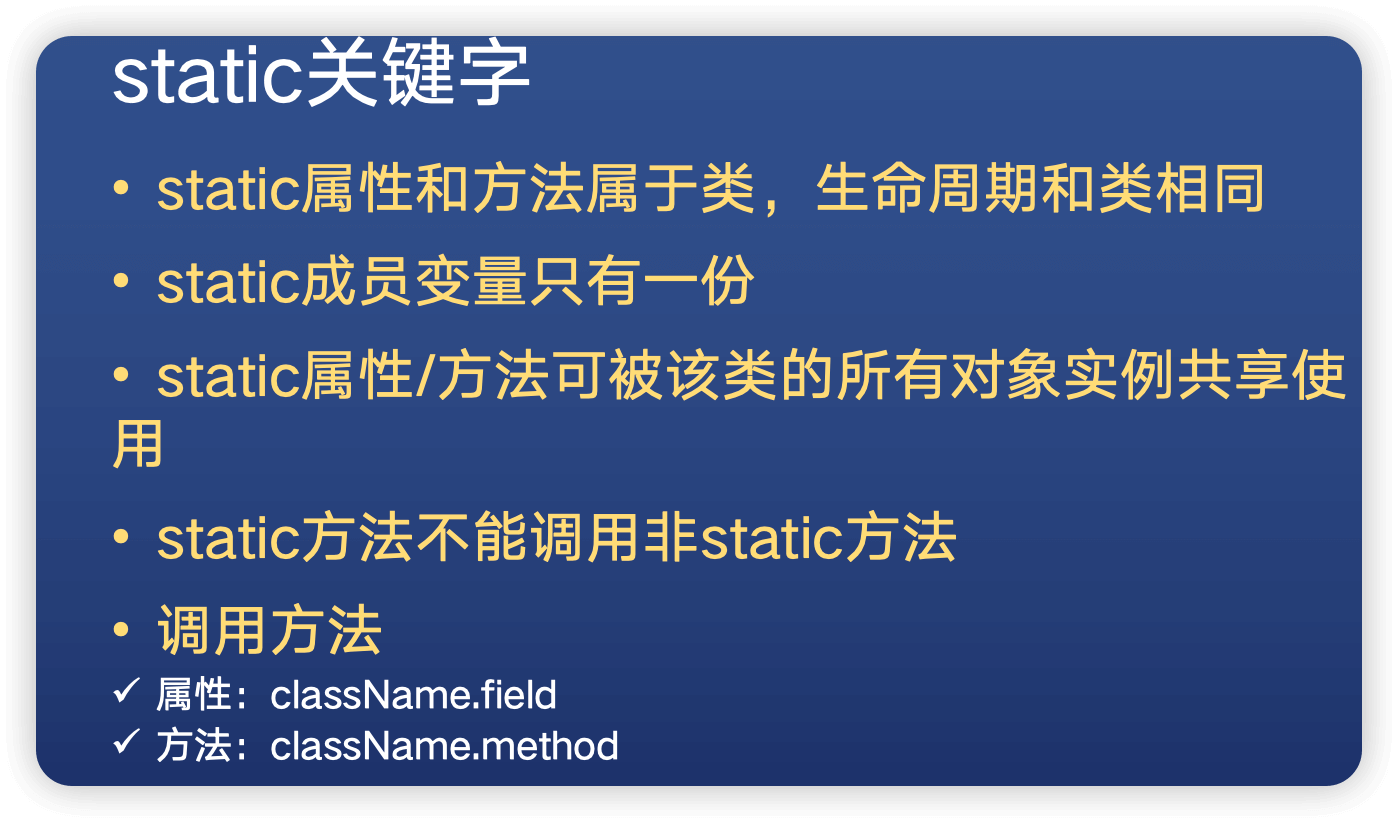 static关键字
• static属性和方法属于类，生命周期和类相同
• static成员变量只有一份
• static属性/方法可被该类的所有对象实例共享使
用
• static方法不能调用非static方法
• 调用方法
✓ 属性：className.field
✓ 方法：className.method